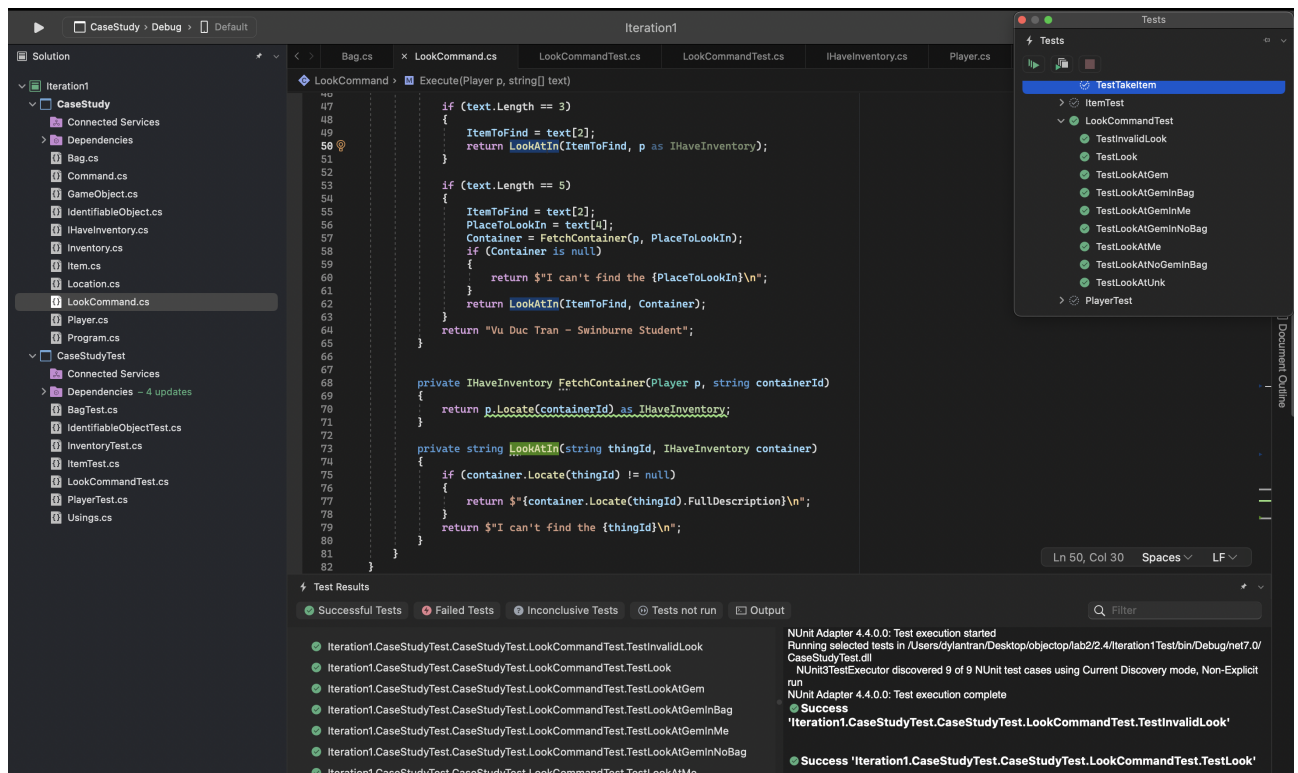 CaseStudy › Debug › Default
Iteration1
Tests
Solution
Bag.cs
× LookCommand.cs
LookCommandTest.cs
LookCommandTest.cs
IHaveInventory.cs
Player.cs
Tests
LookCommand › M Execute(Player p, string[] text)
Iteration1
CaseStudy
Connected Services
Dependencies
Bag.cs
Command.cs
GameObject.cs
IdentifiableObject.cs
IHaveInventory.cs
Inventory.cs
Item.cs
Location.cs
LookCommand.cs
Player.cs
Program.cs
CaseStudyTest
Connected Services
Dependencies – 4 updates
BagTest.cs
IdentifiableObjectTest.cs
InventoryTest.cs
ItemTest.cs
LookCommandTest.cs
PlayerTest.cs
Usings.cs
46
47 if (text.Length == 3)
48 {
49 ItemToFind = text[2];
50 return LookAtIn(ItemToFind, p as IHaveInventory);
51 }
52
53 if (text.Length == 5)
54 {
55 ItemToFind = text[2];
56 PlaceToLookIn = text[4];
57 Container = FetchContainer(p, PlaceToLookIn);
58 if (Container is null)
59 {
60 return $"I can't find the {PlaceToLookIn}\n";
61 }
62 return LookAtIn(ItemToFind, Container);
63 }
64 return "Vu Duc Tran – Swinburne Student";
65 }
66
67
68 private IHaveInventory FetchContainer(Player p, string containerId)
69 {
70 return p.Locate(containerId) as IHaveInventory;
71 }
72
73 private string LookAtIn(string thingId, IHaveInventory container)
74 {
75 if (container.Locate(thingId) != null)
76 {
77 return $"{container.Locate(thingId).FullDescription}\n";
78 }
79 return $"I can't find the {thingId}\n";
80 }
81 }
82 }
TestTakeItem
ItemTest
LookCommandTest
TestInvalidLook
TestLook
TestLookAtGem
TestLookAtGemInBag
TestLookAtGemInMe
TestLookAtGemInNoBag
TestLookAtMe
TestLookAtNoGemInBag
TestLookAtUnk
PlayerTest
Document Outline
Ln 50, Col 30 Spaces LF
Test Results
Successful Tests Failed Tests Inconclusive Tests Tests not run Output
Filter
Iteration1.CaseStudyTest.CaseStudyTest.LookCommandTest.TestInvalidLook
Iteration1.CaseStudyTest.CaseStudyTest.LookCommandTest.TestLook
Iteration1.CaseStudyTest.CaseStudyTest.LookCommandTest.TestLookAtGem
Iteration1.CaseStudyTest.CaseStudyTest.LookCommandTest.TestLookAtGemInBag
Iteration1.CaseStudyTest.CaseStudyTest.LookCommandTest.TestLookAtGemInMe
Iteration1.CaseStudyTest.CaseStudyTest.LookCommandTest.TestLookAtGemInNoBag
Iteration1.CaseStudyTest.CaseStudyTest.LookCommandTest.TestLookAtMe
NUnit Adapter 4.4.0.0: Test execution started
Running selected tests in /Users/dylantran/Desktop/objectop/lab2/2.4/Iteration1Test/bin/Debug/net7.0/
CaseStudyTest.dll
NUnit3TestExecutor discovered 9 of 9 NUnit test cases using Current Discovery mode, Non-Explicit
run
NUnit Adapter 4.4.0.0: Test execution complete
Success
'Iteration1.CaseStudyTest.CaseStudyTest.LookCommandTest.TestInvalidLook'
Success 'Iteration1.CaseStudyTest.CaseStudyTest.LookCommandTest.TestLook'